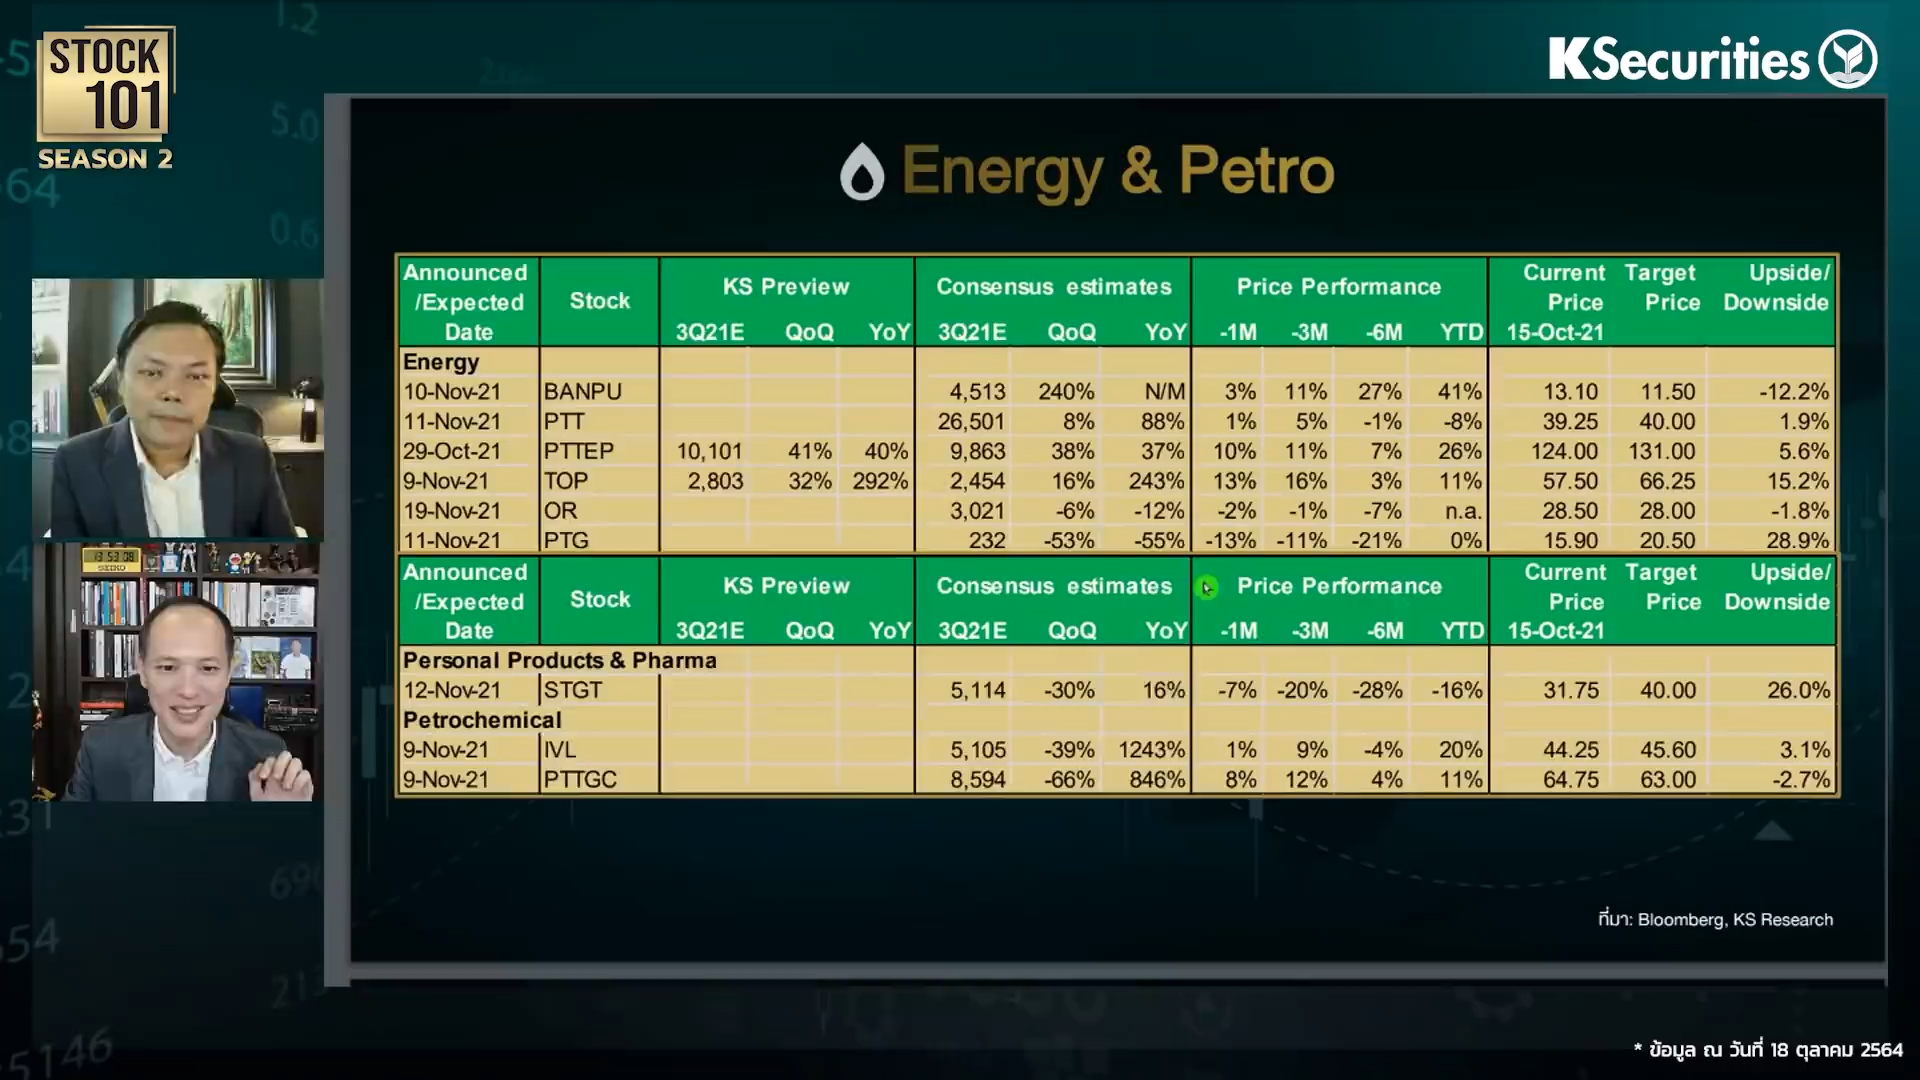 STOCK
101
SEASON 2
KSecurities
Energy & Petro
Announced /Expected Date Stock KS Preview 3Q21E QoQ YoY Consensus estimates 3Q21E QoQ YoY Price Performance -1M -3M -6M YTD Current Price 15-Oct-21 Target Price Upside/ Downside
Energy
10-Nov-21 BANPU 4,513 240% N/M 3% 11% 27% 41% 13.10 11.50 -12.2%
11-Nov-21 PTT 26,501 8% 88% 1% 5% -1% -8% 39.25 40.00 1.9%
29-Oct-21 PTTEP 10,101 41% 40% 9,863 38% 37% 10% 11% 7% 26% 124.00 131.00 5.6%
9-Nov-21 TOP 2,803 32% 292% 2,454 16% 243% 13% 16% 3% 11% 57.50 66.25 15.2%
19-Nov-21 OR 3,021 -6% -12% -2% -1% -7% n.a. 28.50 28.00 -1.8%
11-Nov-21 PTG 232 -53% -55% -13% -11% -21% 0% 15.90 20.50 28.9%
Announced /Expected Date Stock KS Preview 3Q21E QoQ YoY Consensus estimates 3Q21E QoQ YoY Price Performance -1M -3M -6M YTD Current Price 15-Oct-21 Target Price Upside/ Downside
Personal Products & Pharma
12-Nov-21 STGT 5,114 -30% 16% -7% -20% -28% -16% 31.75 40.00 26.0%
Petrochemical
9-Nov-21 IVL 5,105 -39% 1243% 1% 9% -4% 20% 44.25 45.60 3.1%
9-Nov-21 PTTGC 8,594 -66% 846% 8% 12% 4% 11% 64.75 63.00 -2.7%
ที่มา: Bloomberg, KS Research
* ข้อมูล ณ วันที่ 18 ตุลาคม 2564
13:53:08
SEIKO